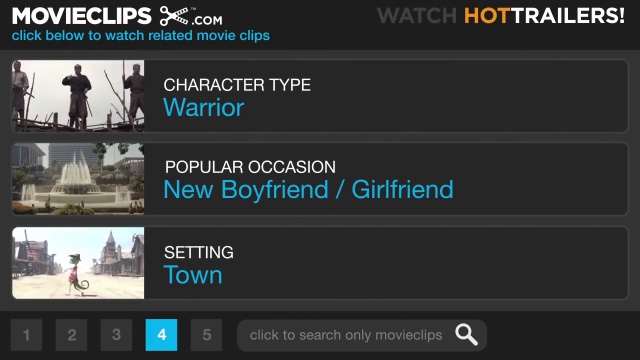 MOVIECLIPS .COM™
WATCH HOTTRAILERS!
click below to watch related movie clips
CHARACTER TYPE
Warrior
POPULAR OCCASION
New Boyfriend / Girlfriend
SETTING
Town
1 2 3 4 5 click to search only movieclips